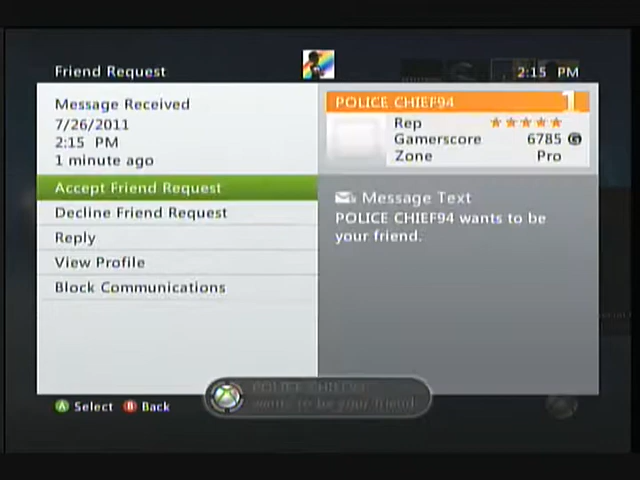 Friend Request
2:15 PM
Message Received
7/26/2011
2:15 PM
1 minute ago
Accept Friend Request
Decline Friend Request
Reply
View Profile
Block Communications
POLICE CHIEF94
1
Rep
Gamerscore 6785 G
Zone Pro
Message Text
POLICE CHIEF94 wants to be
your friend.
POLICE CHIEF94
wants to be your friend.
A Select B Back